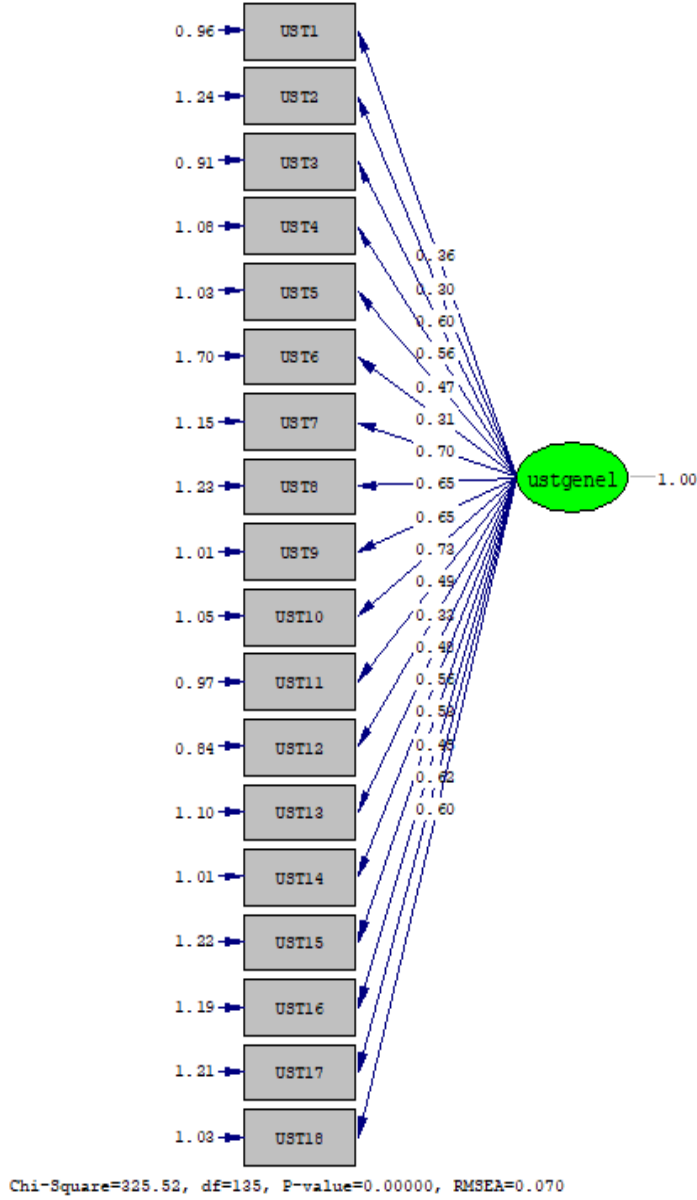 0.96 UST1
1.24 UST2
0.91 UST3
1.08 UST4
1.03 UST5
1.70 UST6
1.15 UST7
1.23 UST8
1.01 UST9
1.05 UST10
0.97 UST11
0.84 UST12
1.10 UST13
1.01 UST14
1.22 UST15
1.19 UST16
1.21 UST17
1.03 UST18
0.36
0.30
0.60
0.56
0.47
0.31
0.70
0.65
0.65
0.73
0.49
0.33
0.56
0.62
0.60
ustgenel
1.00
Chi-Square=325.52, df=135, P-value=0.00000, RMSEA=0.070